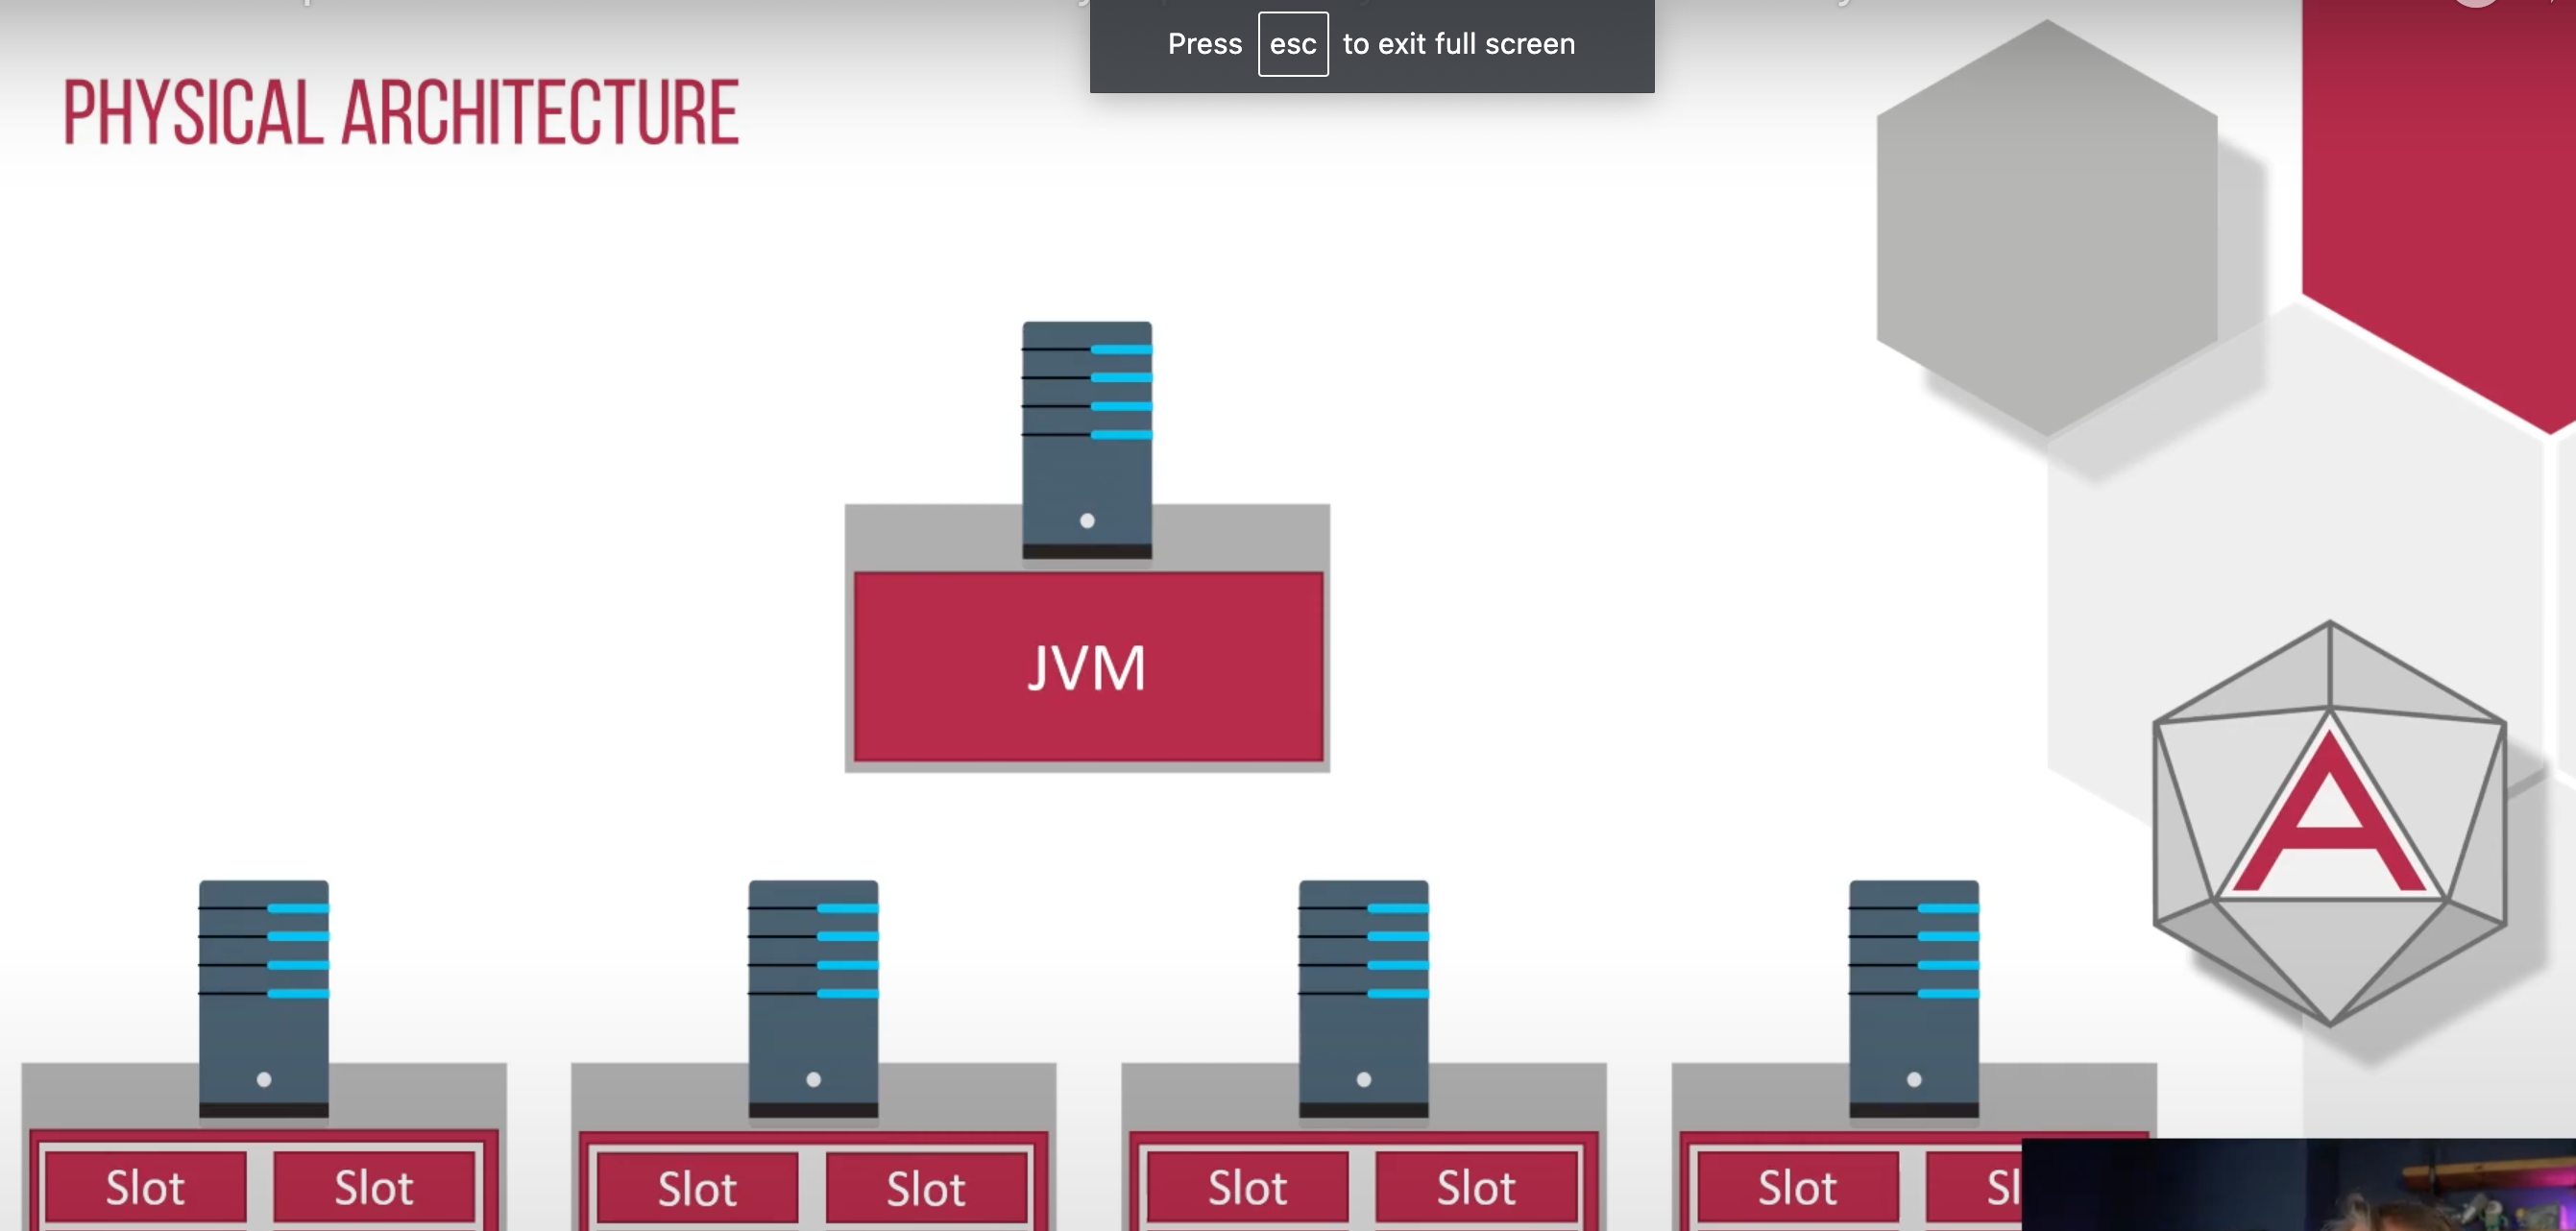 Press esc to exit full screen
PHYSICAL ARCHITECTURE
JVM
A
Slot Slot Slot Slot Slot Slot Slot Sl